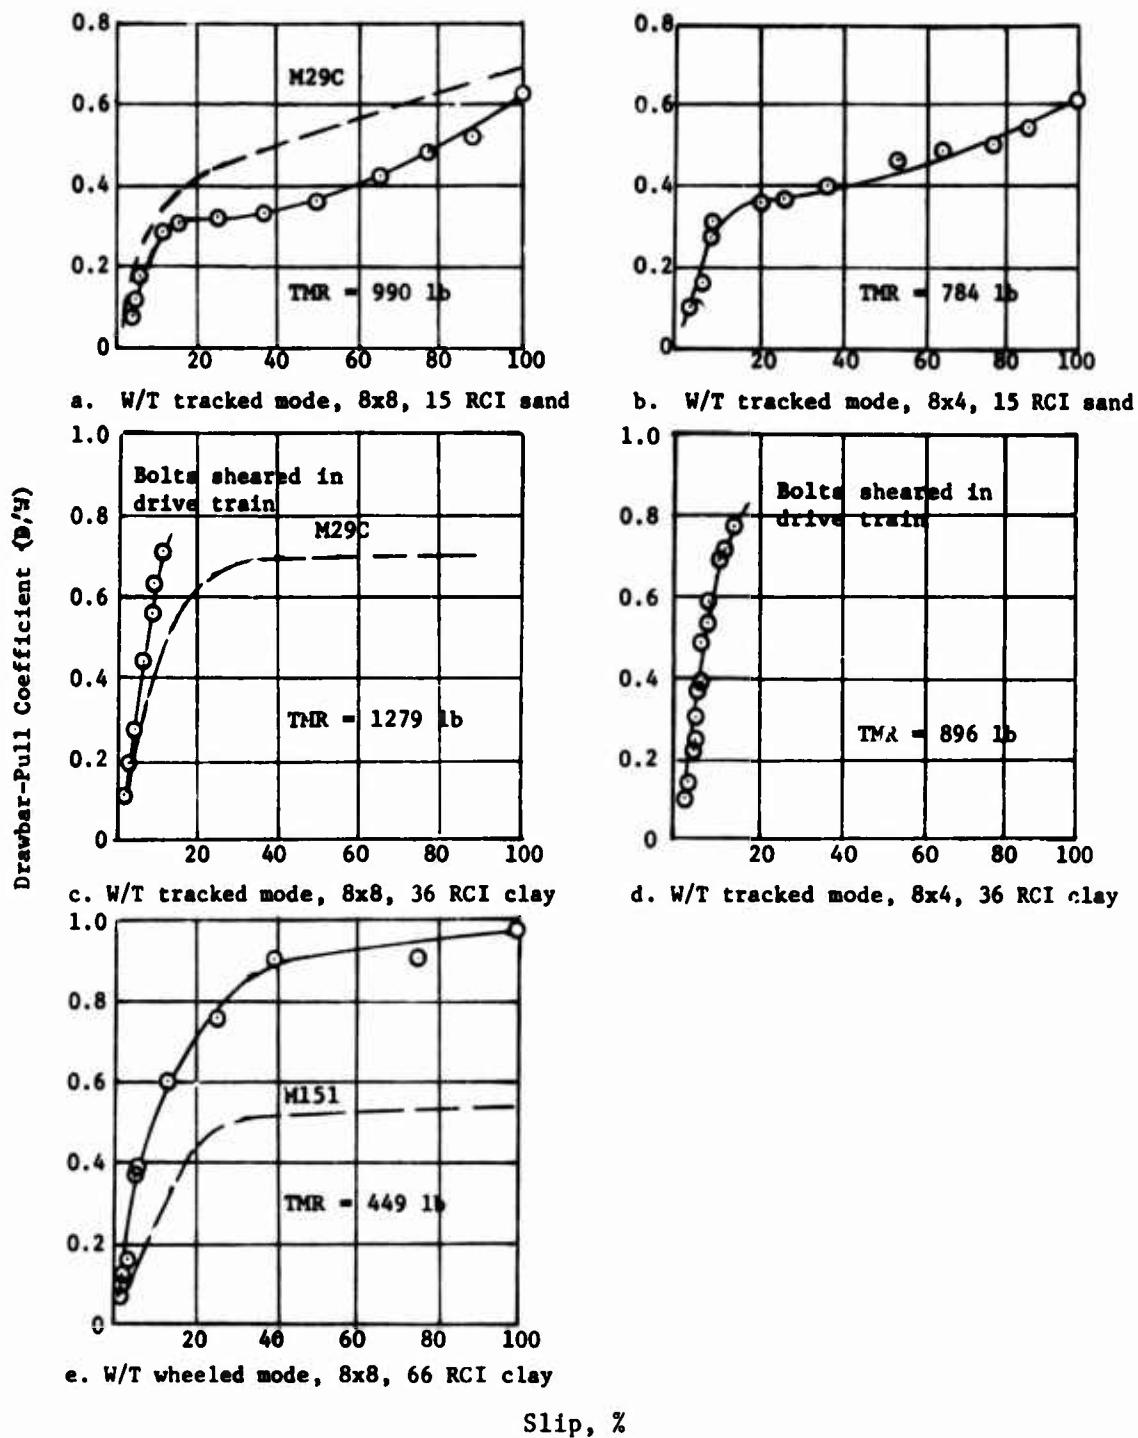 0.8
0.6
0.4
0.2
0
M29C
TMR = 990 lb
20 40 60 80 100
a. W/T tracked mode, 8x8, 15 RCI sand
0.8
0.6
0.4
0.2
0
TMR = 784 lb
20 40 60 80 100
b. W/T tracked mode, 8x4, 15 RCI sand
Drawbar-Pull Coefficient (D/W)
1.0
0.8
0.6
0.4
0.2
0
Bolts sheared in
drive train
M29C
TMR = 1279 lb
20 40 60 80 100
c. W/T tracked mode, 8x8, 36 RCI clay
1.0
0.8
0.6
0.4
0.2
0
Bolts sheared in
drive train
TMR = 896 lb
20 40 60 80 100
d. W/T tracked mode, 8x4, 36 RCI clay
1.0
0.8
0.6
0.4
0.2
0
M151
TMR = 449 lb
20 40 60 80 100
e. W/T wheeled mode, 8x8, 66 RCI clay
Slip, %